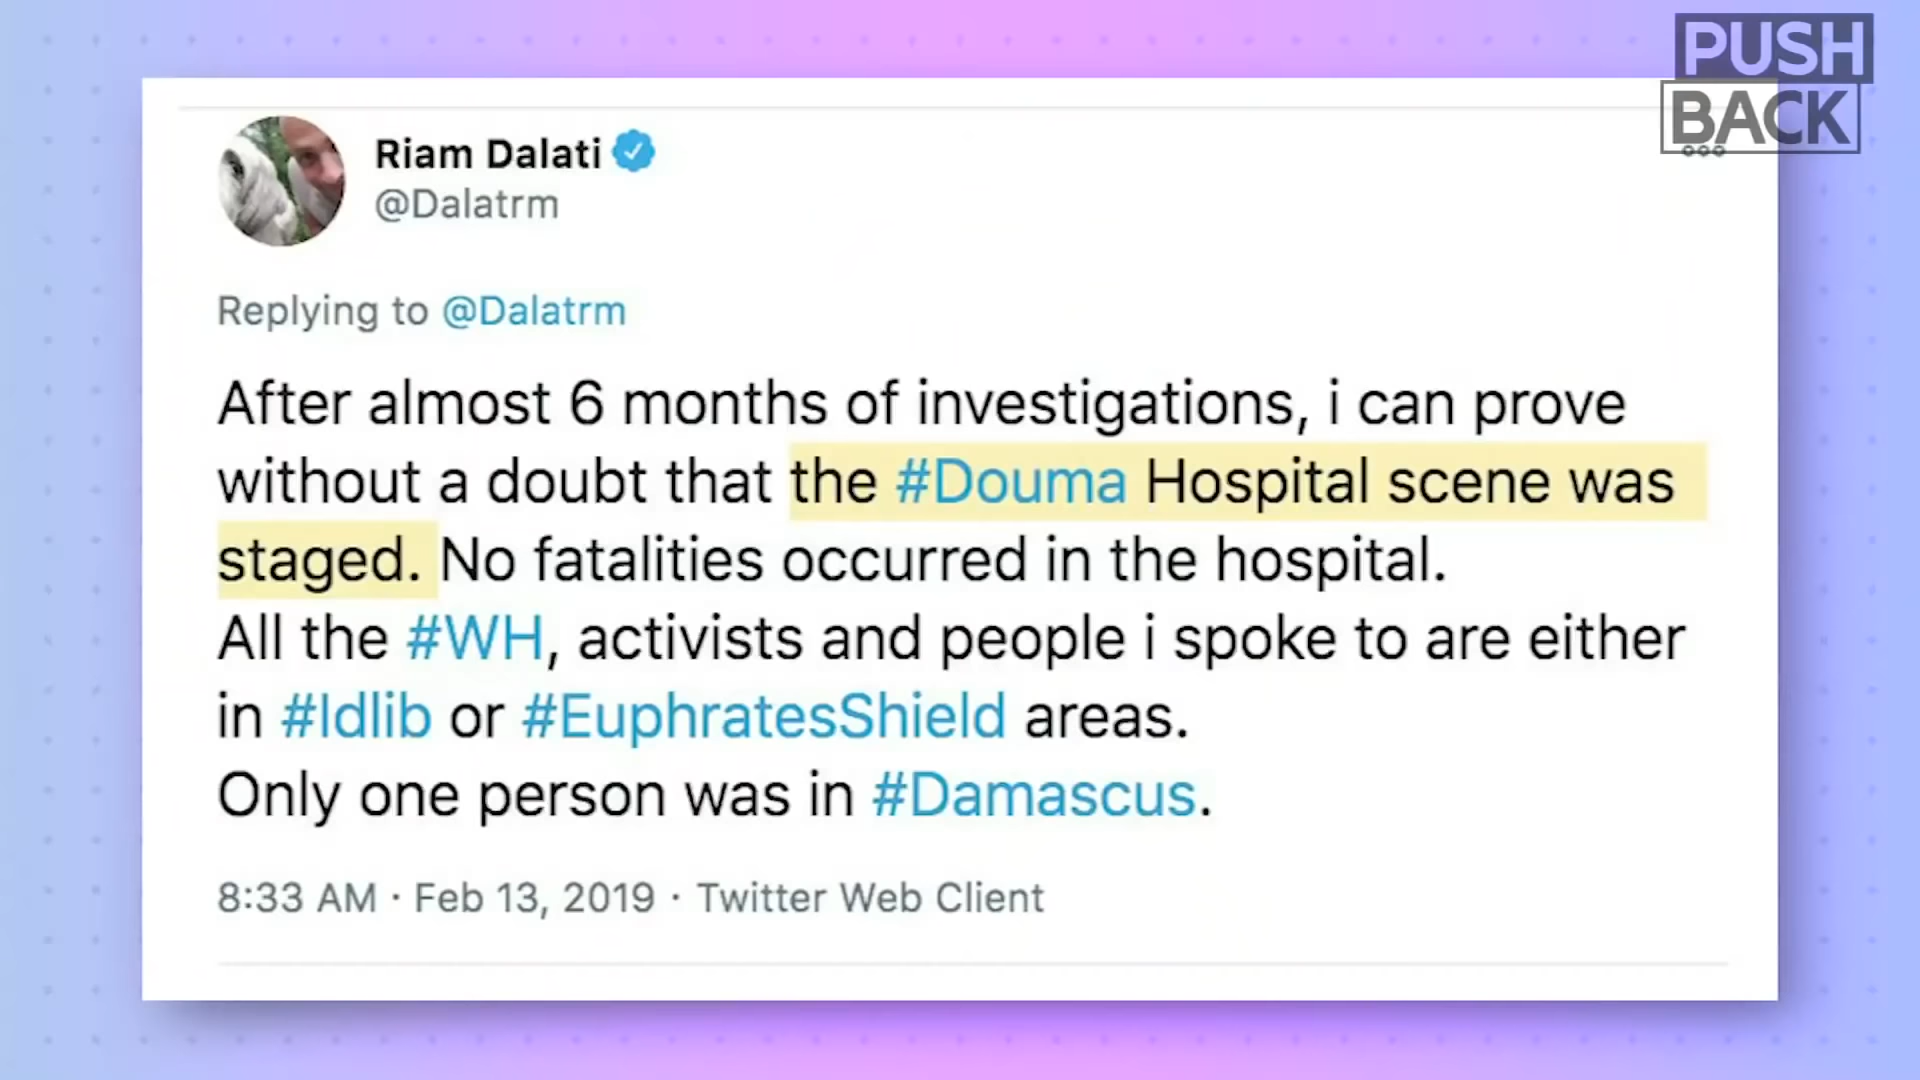 PUSH
BACK
Riam Dalati
@Dalatrm
Replying to @Dalatrm
After almost 6 months of investigations, i can prove
without a doubt that the #Douma Hospital scene was
staged. No fatalities occurred in the hospital.
All the #WH, activists and people i spoke to are either
in #Idlib or #EuphratesShield areas.
Only one person was in #Damascus.
8:33 AM · Feb 13, 2019 · Twitter Web Client